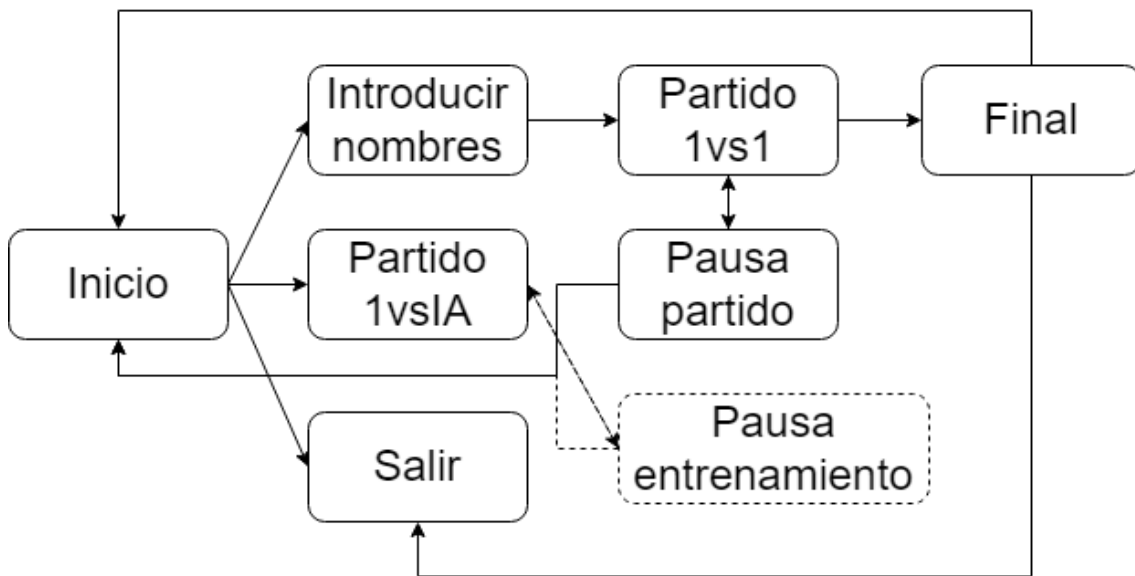 Introducir
nombres
Partido
1vs1
Final
Inicio
Partido
1vsIA
Pausa
partido
Salir
Pausa
entrenamiento